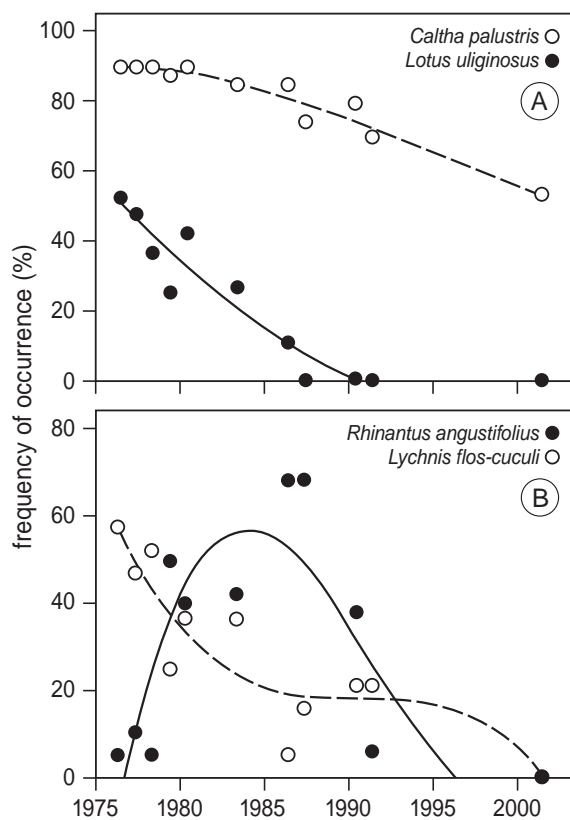 100
80
60
40
20
0
Caltha palustris
Lotus uliginosus
A
frequency of occurrence (%)
80
60
40
20
0
Rhinantus angustifolius
Lychnis flos-cuculi
B
1975 1980 1985 1990 1995 2000